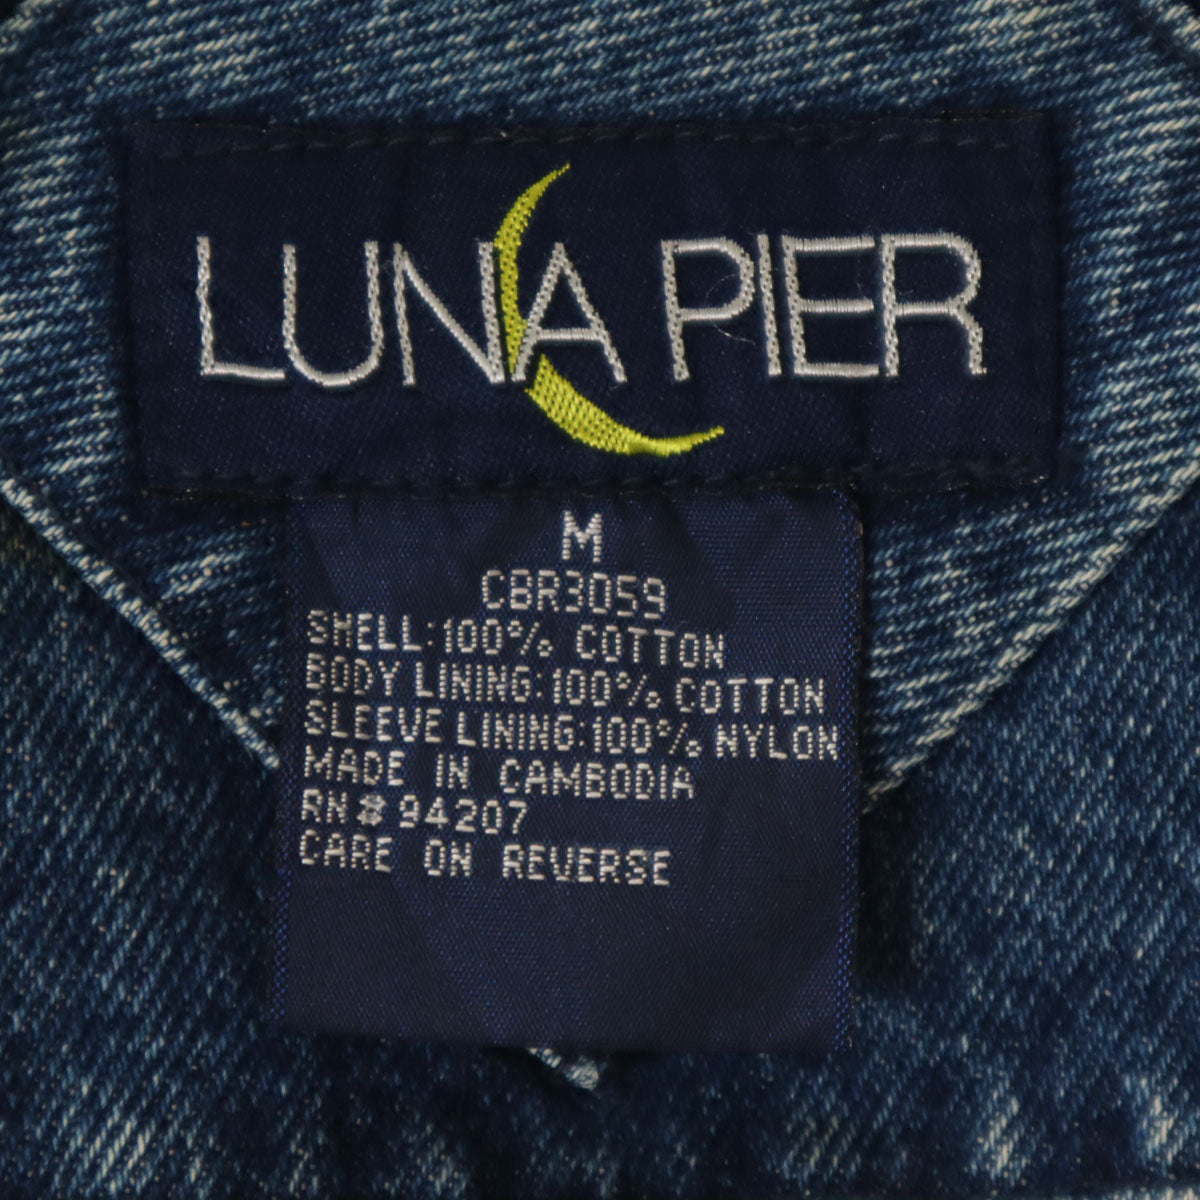 LUNA PIER
M
CBR3059
SHELL:100% COTTON
BODY LINING:100% COTTON
SLEEVE LINING:100% NYLON
MADE IN CAMBODIA
RN# 94207
CARE ON REVERSE